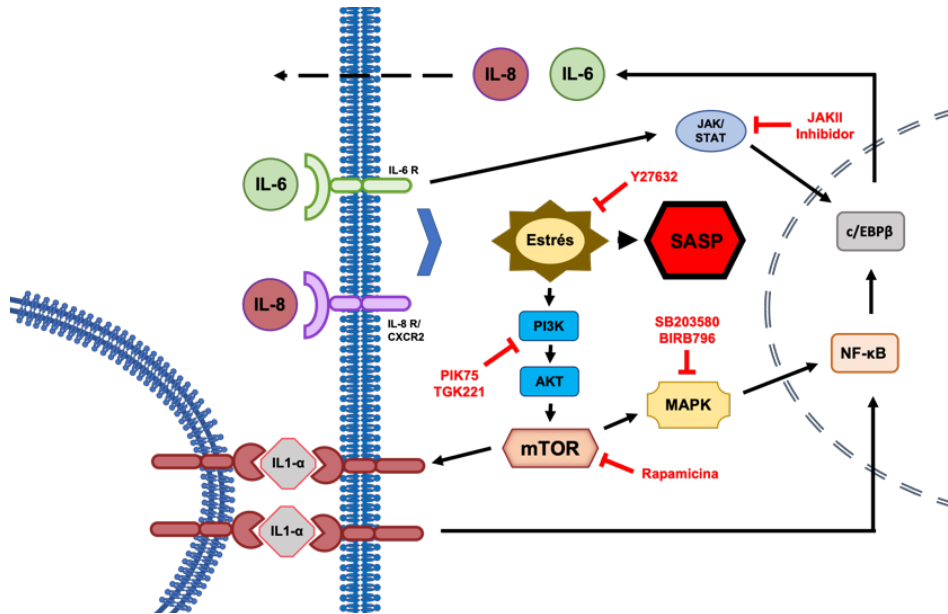 IL-8
IL-6
JAK/
STAT
JAKII
Inhibidor
IL-6
IL-6 R
Y27632
Estrés
SASP
c/EBPβ
IL-8
IL-8 R/
CXCR2
PI3K
SB203580
BIRB796
NF-κB
PIK75
TGK221
AKT
MAPK
mTOR
IL1-α
Rapamicina
IL1-α